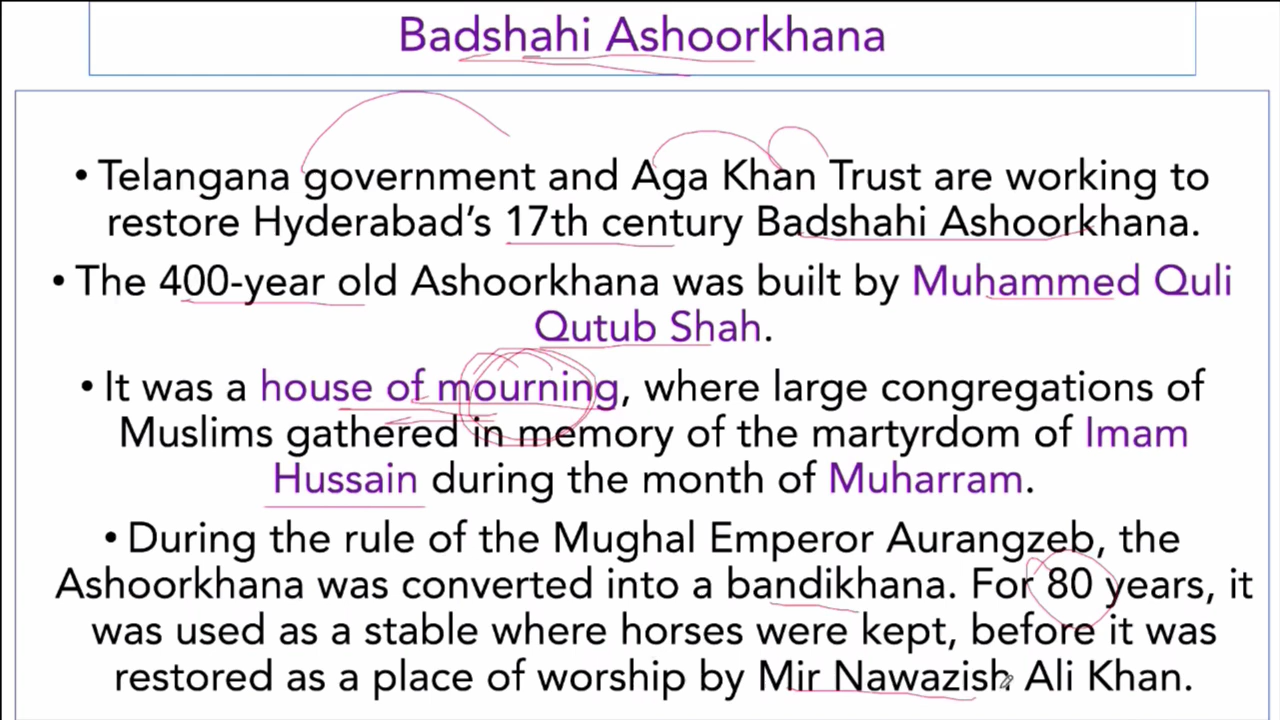 Badshahi Ashoorkhana
• Telangana government and Aga Khan Trust are working to
restore Hyderabad's 17th century Badshahi Ashoorkhana.
• The 400-year old Ashoorkhana was built by Muhammed Quli
Qutub Shah.
• It was a house of mourning, where large congregations of
Muslims gathered in memory of the martyrdom of Imam
Hussain during the month of Muharram.
• During the rule of the Mughal Emperor Aurangzeb, the
Ashoorkhana was converted into a bandikhana. For 80 years, it
was used as a stable where horses were kept, before it was
restored as a place of worship by Mir Nawazish Ali Khan.